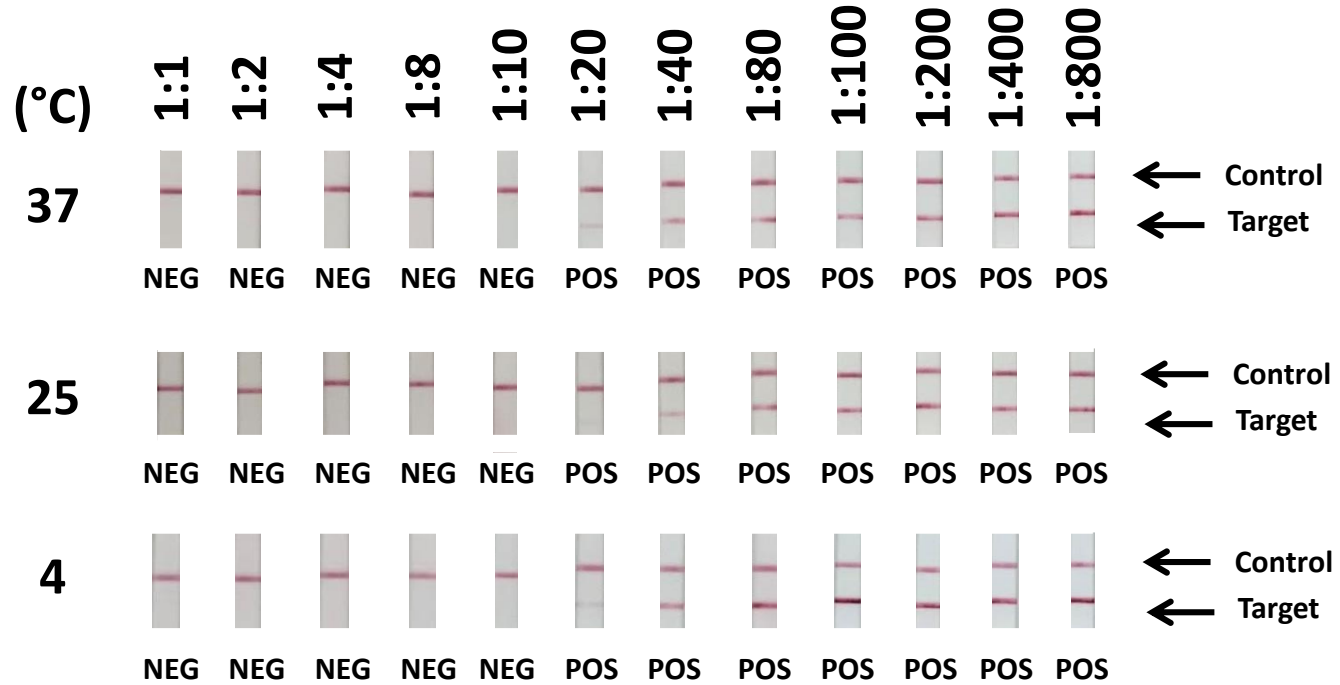 (°C) 1:1 1:2 1:4 1:8 1:10 1:20 1:40 1:80 1:100 1:200 1:400 1:800
37
Control
Target
NEG NEG NEG NEG NEG POS POS POS POS POS POS POS
25
Control
Target
NEG NEG NEG NEG NEG POS POS POS POS POS POS POS
4
Control
Target
NEG NEG NEG NEG NEG POS POS POS POS POS POS POS